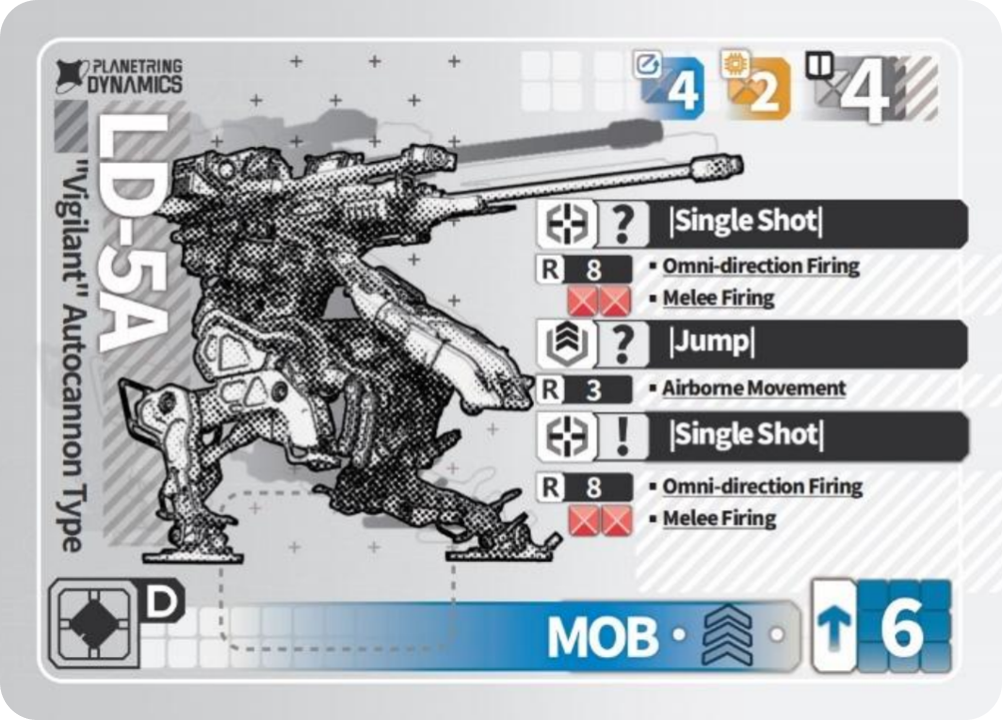 PLANETRING
DYNAMICS
LD-5A
"Vigilant" Autocannon Type
4
2
4
? |Single Shot|
R 8
▪ Omni-direction Firing
▪ Melee Firing
? |Jump|
R 3
▪ Airborne Movement
! |Single Shot|
R 8
▪ Omni-direction Firing
▪ Melee Firing
D
MOB
6